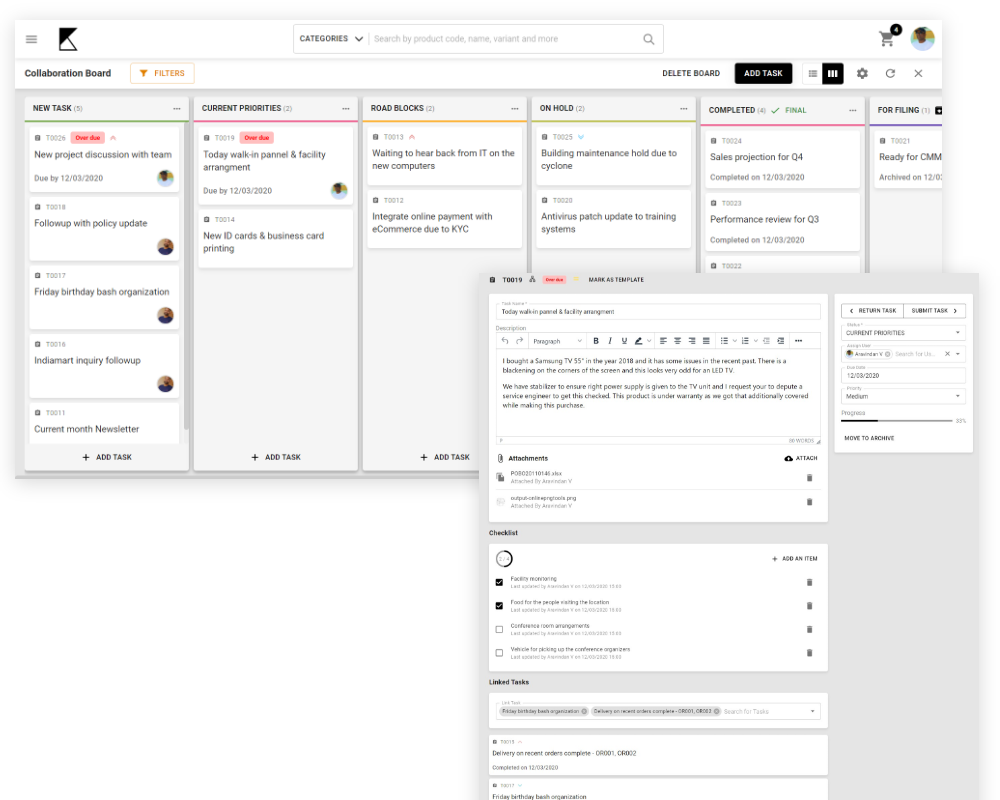 4
CATEGORIES
Search by product code, name, variant and more
Collaboration Board
FILTERS
DELETE BOARD
ADD TASK
NEW TASK (5)
T0026 Over due
New project discussion with team
Due by 12/03/2020
T0018
Followup with policy update
T0017
Friday birthday bash organization
T0016
Indiamart inquiry followup
T0011
Current month Newsletter
+ ADD TASK
CURRENT PRIORITIES (2)
T0019 Over due
Today walk-in pannel & facility
arrangment
Due by 12/03/2020
T0014
New ID cards & business card
printing
+ ADD TASK
ROAD BLOCKS (2)
T0013
Waiting to hear back from IT on the
new computers
T0012
Integrate online payment with
eCommerce due to KYC
+ ADD TASK
ON HOLD (2)
T0025
Building maintenance hold due to
cyclone
T0020
Antivirus patch update to training
systems
COMPLETED (4) FINAL
T0024
Sales projection for Q4
Completed on 12/03/2020
T0023
Performance review for Q3
Completed on 12/03/2020
T0022
FOR FILING (1)
T0021
Ready for CMM
Archived on 12/03
T0019 Over due MARK AS TEMPLATE
Task Name *
Today walk-in pannel & facility arrangment
Description
Paragraph
B I U
I bought a Samsung TV 55" in the year 2018 and it has some issues in the recent past. There is a
blackening on the corners of the screen and this looks very odd for an LED TV.
We have stabilizer to ensure right power supply is given to the TV unit and I request your to depute a
service engineer to get this checked. This product is under warranty as we got that additionally covered
while making this purchase.
P
80 WORDS
Attachments
ATTACH
POBO20110146.xlsx
Attached By Aravindan V
output-onlinepngtools.png
Attached By Aravindan V
Checklist
2 / 4
+ ADD AN ITEM
Facility monitoring
Last updated by Aravindan V on 12/03/2020 15:00
Food for the people visiting the location
Last updated by Aravindan V on 12/03/2020 15:00
Conference room arrangements
Last updated by Aravindan V on 12/03/2020 15:00
Vehicle for picking up the conference organizers
Last updated by Aravindan V on 12/03/2020 15:00
Linked Tasks
Link Task
Friday birthday bash organization
Delivery on recent orders complete - OR001, OR002
Search for Tasks
Delivery on recent orders complete - OR001, OR002
Completed on 12/03/2020
T0017
Friday birthday bash organization
RETURN TASK
SUBMIT TASK
Status *
CURRENT PRIORITIES
Assign User
Aravindan V
Search for Us...
Due Date
12/03/2020
Priority
Medium
Progress
33%
MOVE TO ARCHIVE